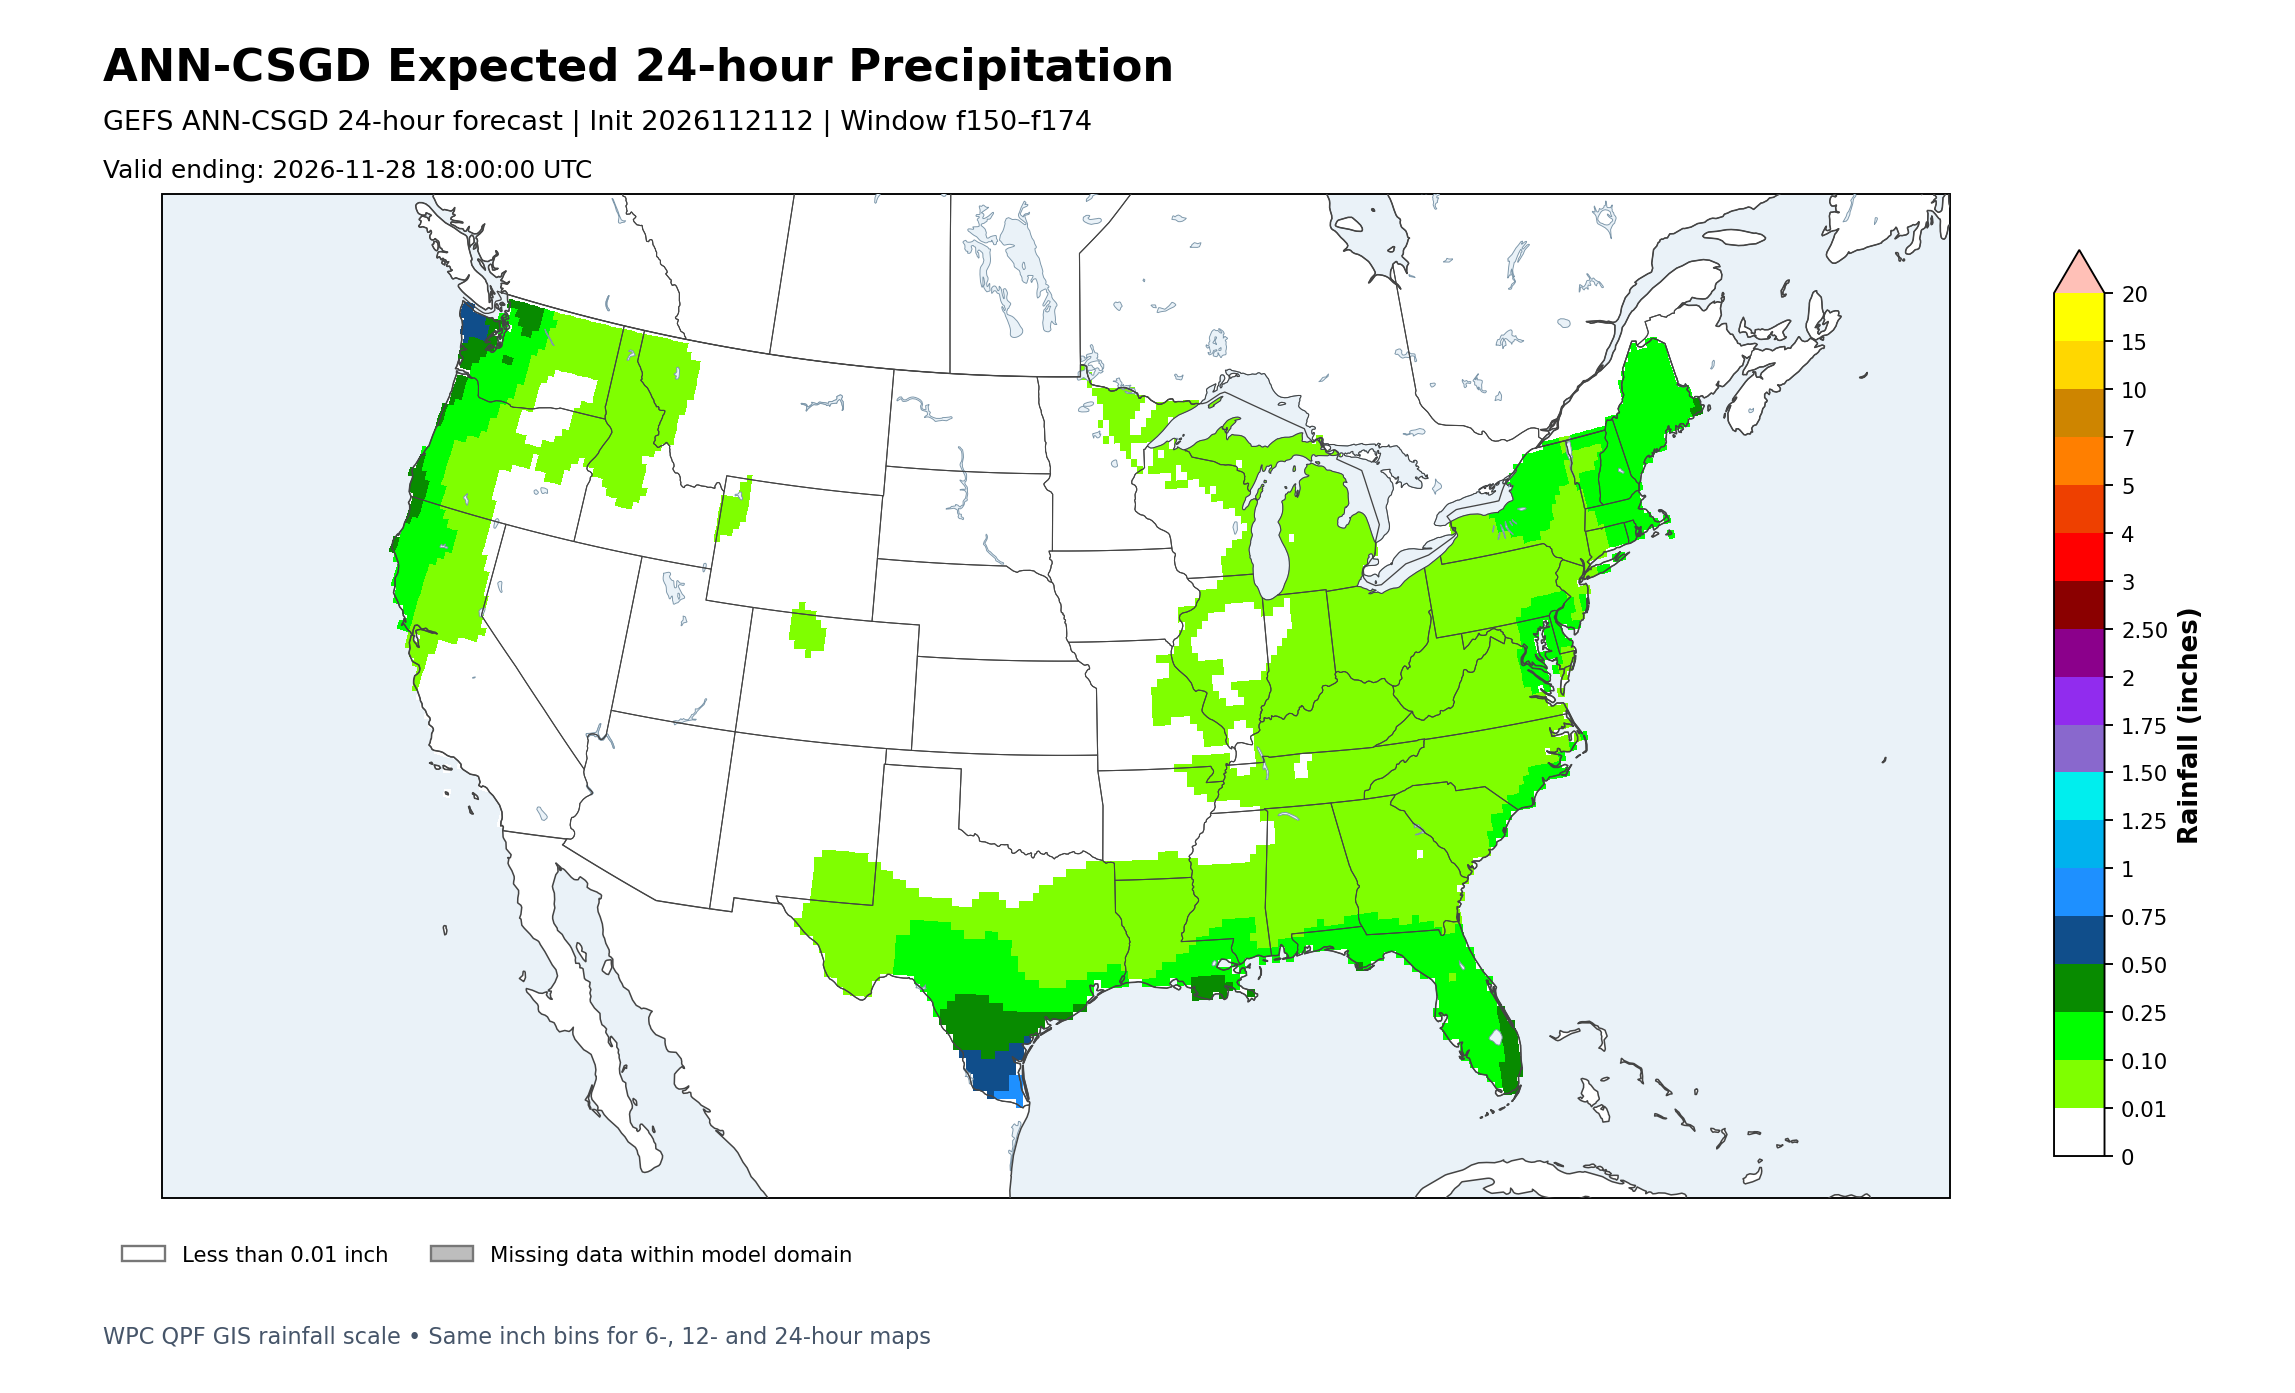 ANN-CSGD Expected 24-hour Precipitation
GEFS ANN-CSGD 24-hour forecast | Init 2026112112 | Window f150–f174
Valid ending: 2026-11-28 18:00:00 UTC
20
15
10
7
5
4
3
2.50
2
1.75
1.50
1.25
1
0.75
0.50
0.25
0.10
0.01
0
Rainfall (inches)
Less than 0.01 inch
Missing data within model domain
WPC QPF GIS rainfall scale • Same inch bins for 6-, 12- and 24-hour maps